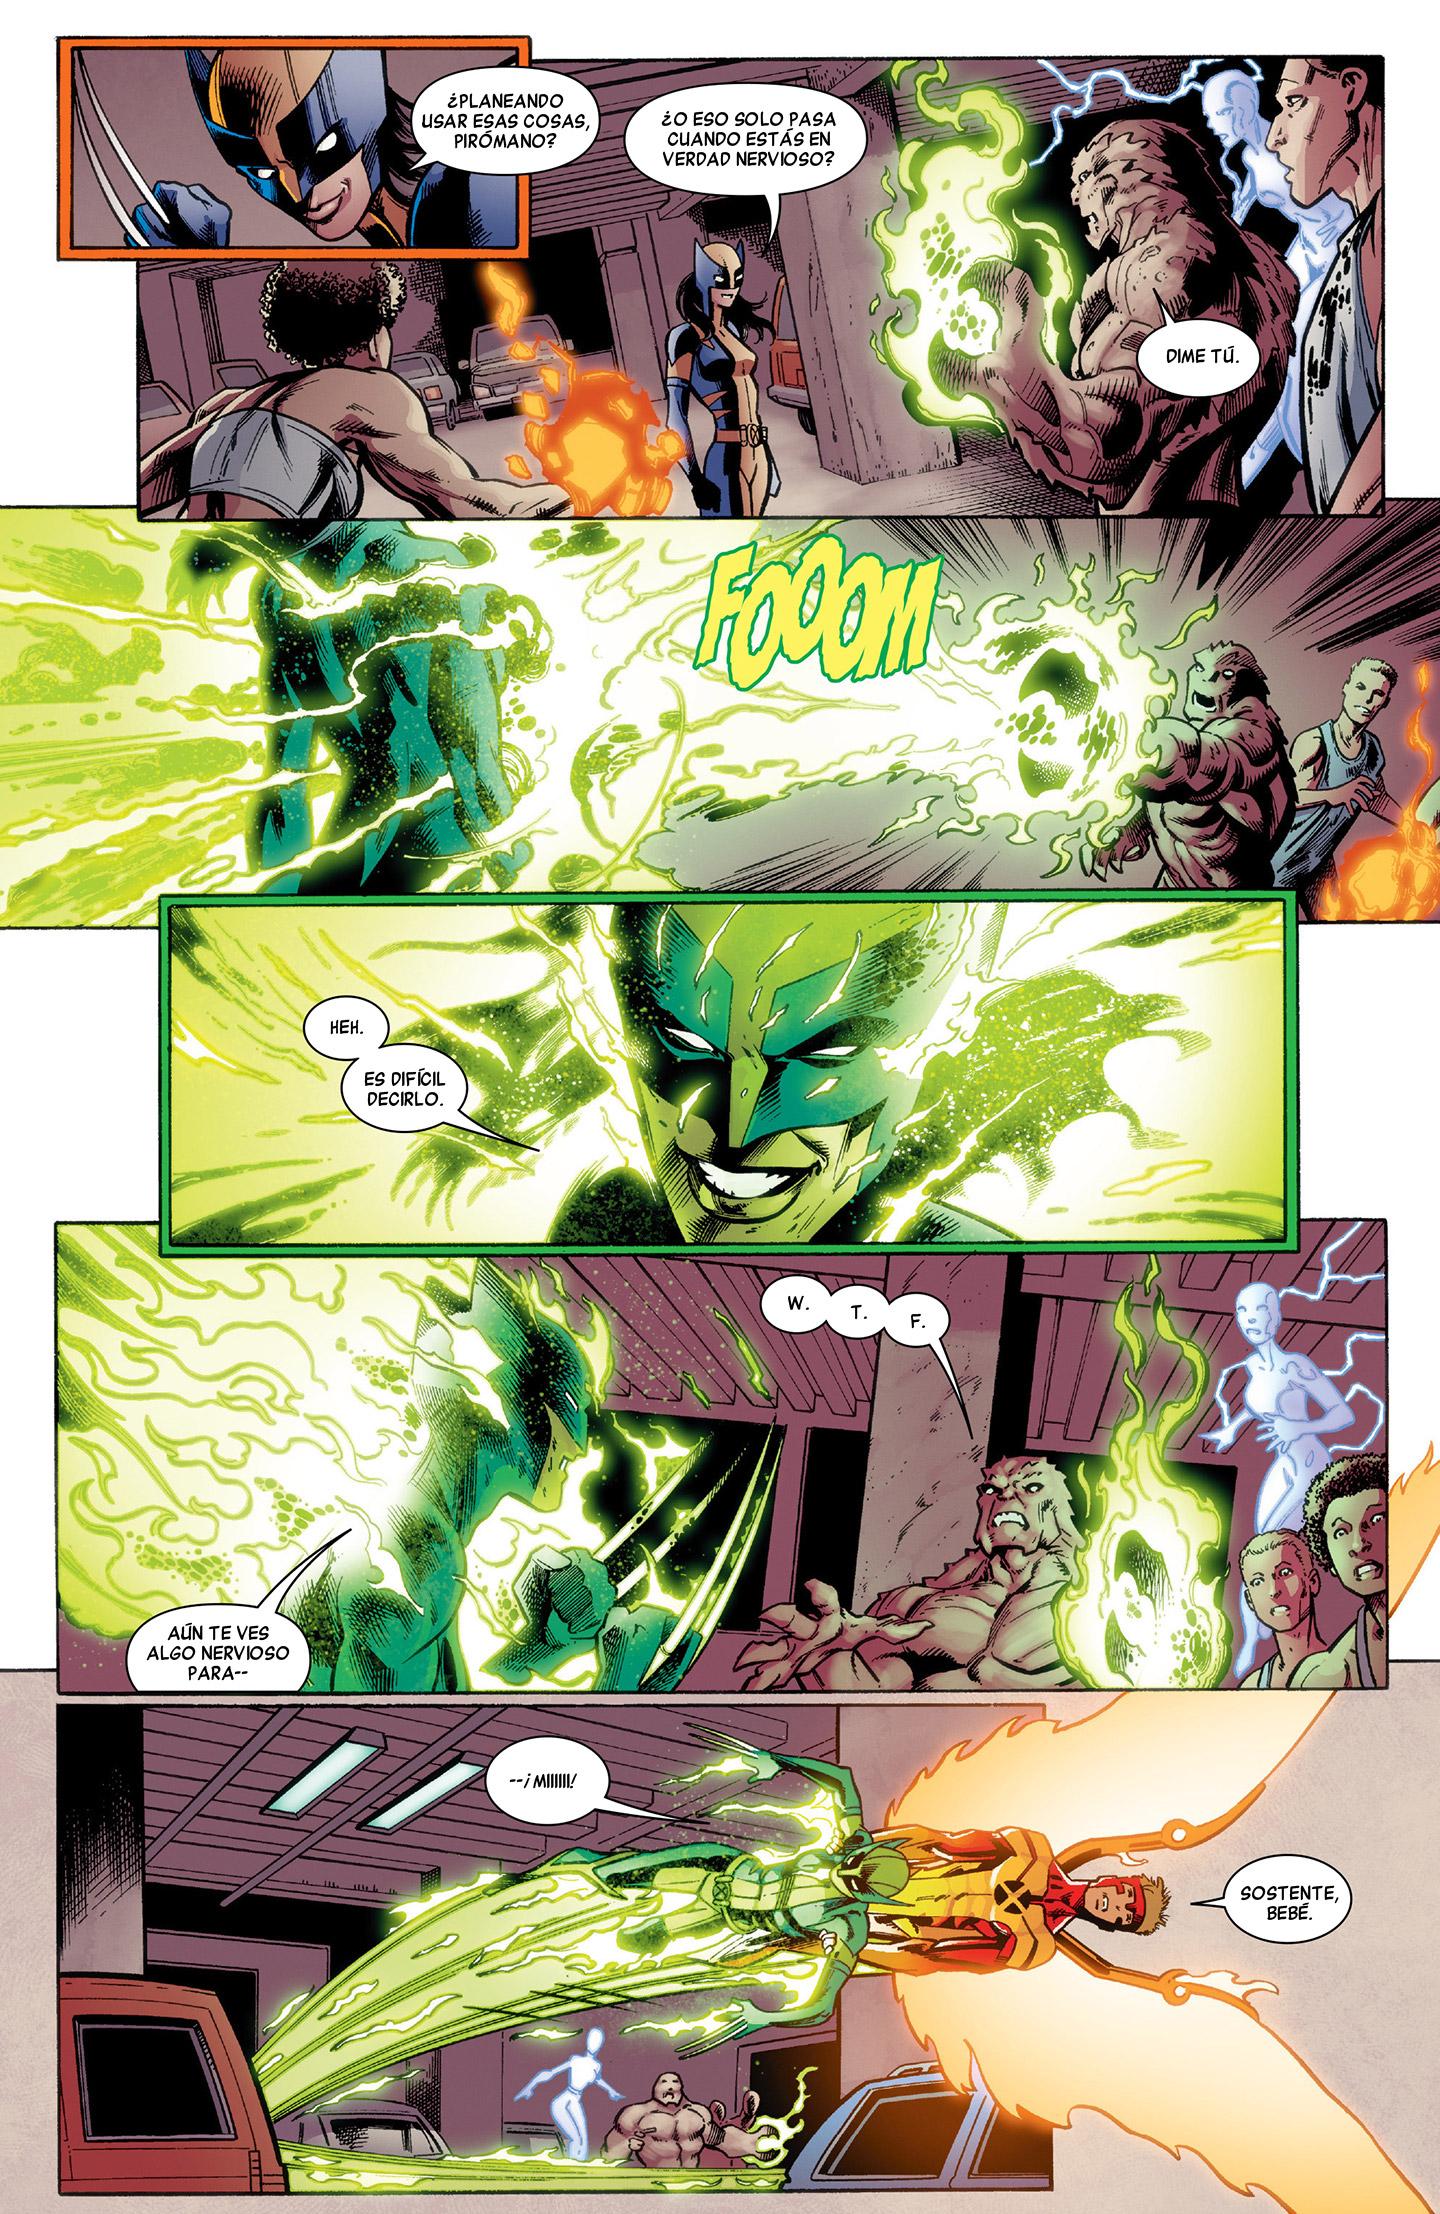 ¿PLANEANDO
USAR ESAS COSAS,
PIRÓMANO?
¿O ESO SOLO PASA
CUANDO ESTÁS EN
VERDAD NERVIOSO?
DIME TÚ.
FOOOM
HEH.
ES DIFÍCIL
DECIRLO.
W.
T.
F.
AÚN TE VES
ALGO NERVIOSO
PARA--
--¡MIIIIII!
SOSTENTE,
BEBÉ.